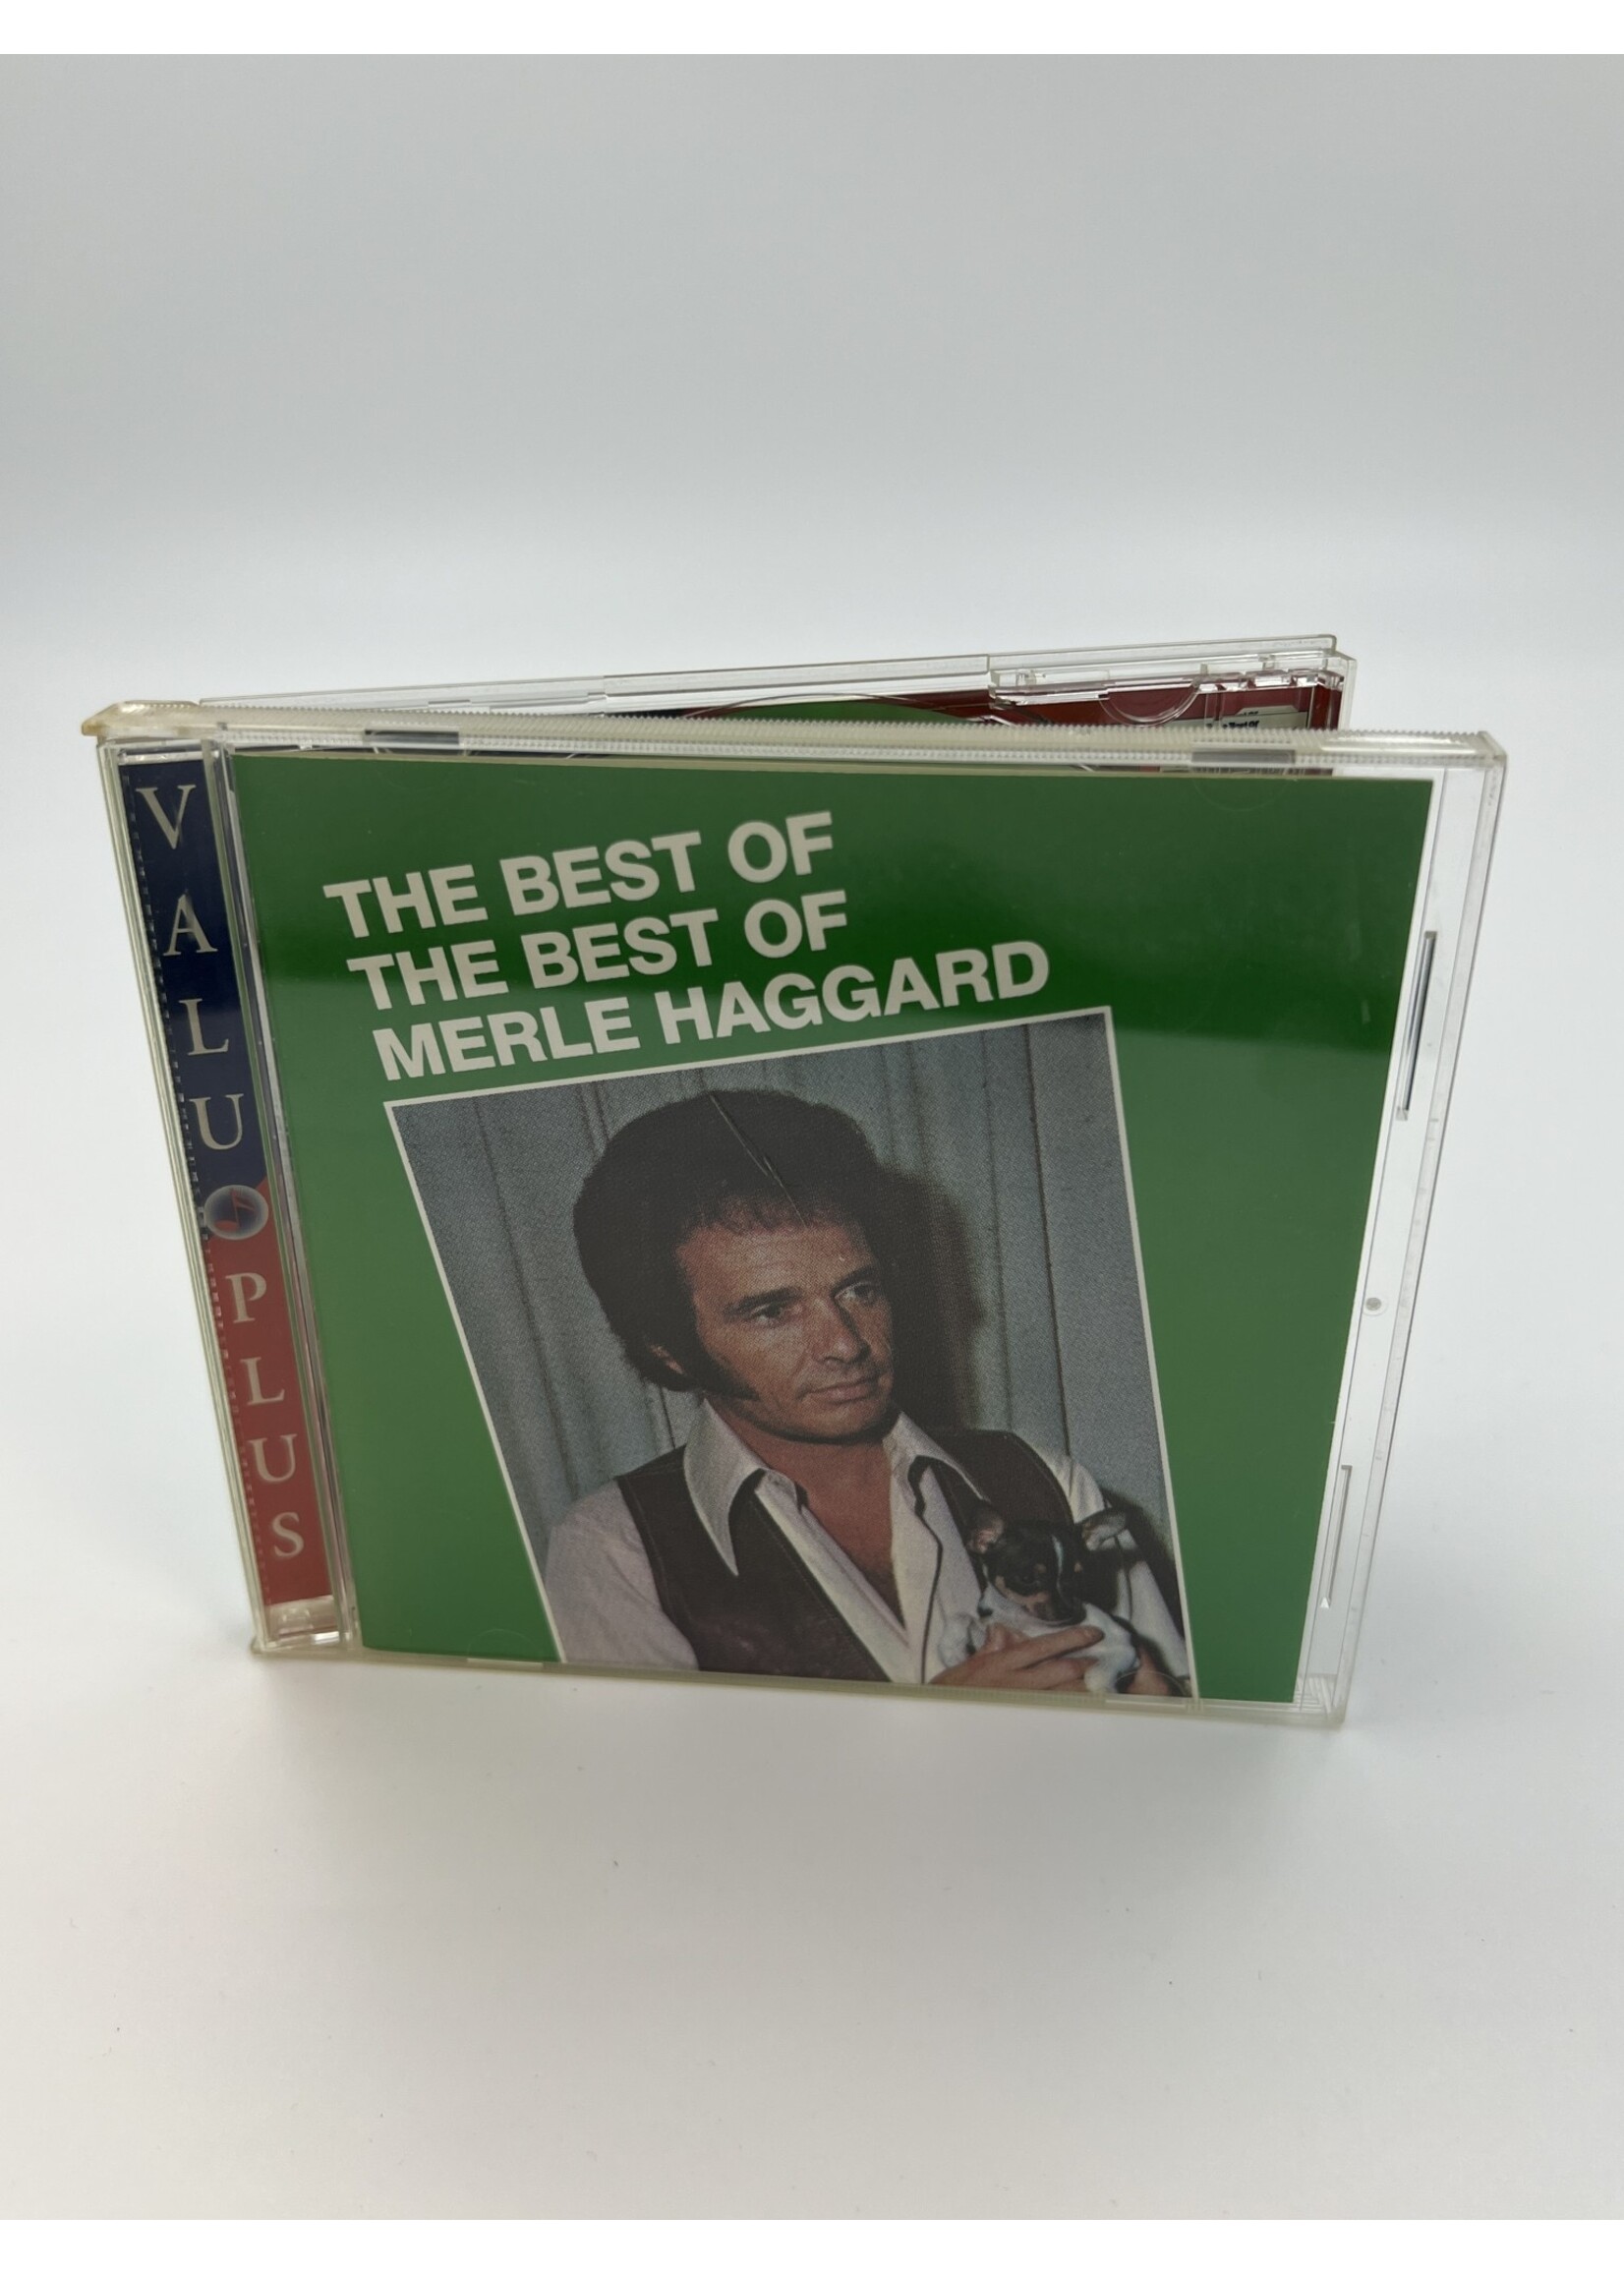 VALU PLUS
THE BEST OF
THE BEST OF
MERLE HAGGARD